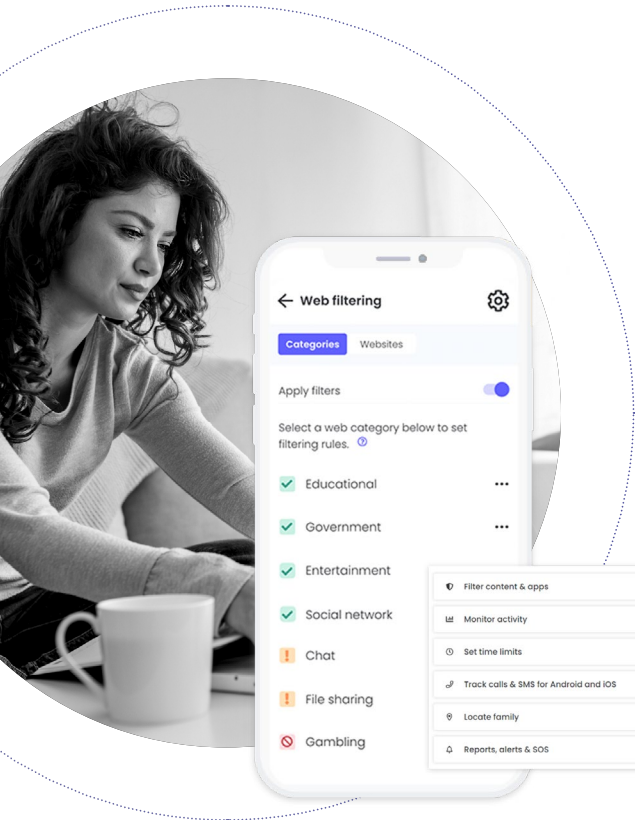 Web filtering
Categories Websites
Apply filters
Select a web category below to set
filtering rules.
Educational
Government
Entertainment
Social network
Chat
File sharing
Gambling
Filter content & apps
Monitor activity
Set time limits
Track calls & SMS for Android and iOS
Locate family
Reports, alerts & SOS